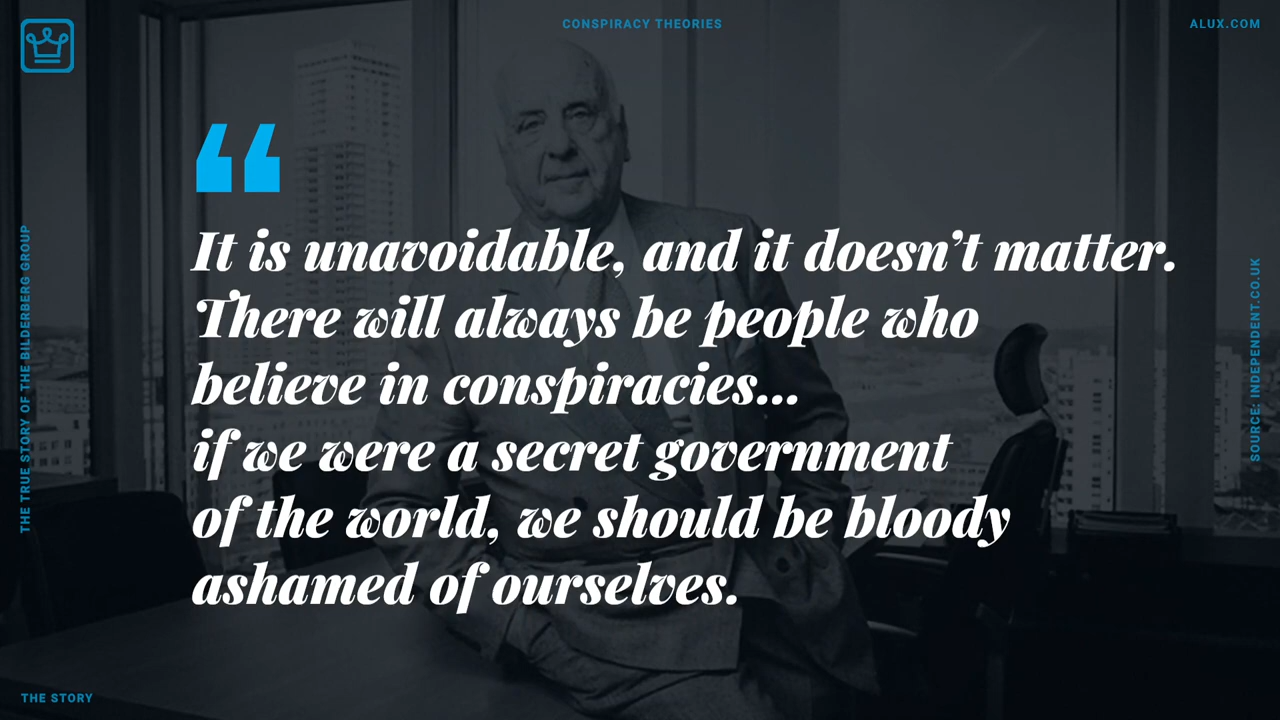 CONSPIRACY THEORIES
ALUX.COM
THE TRUE STORY OF THE BILDERBERG GROUP
“
It is unavoidable, and it doesn’t matter.
There will always be people who
believe in conspiracies...
if we were a secret government
of the world, we should be bloody
ashamed of ourselves.
SOURCE: INDEPENDENT.CO.UK
THE STORY